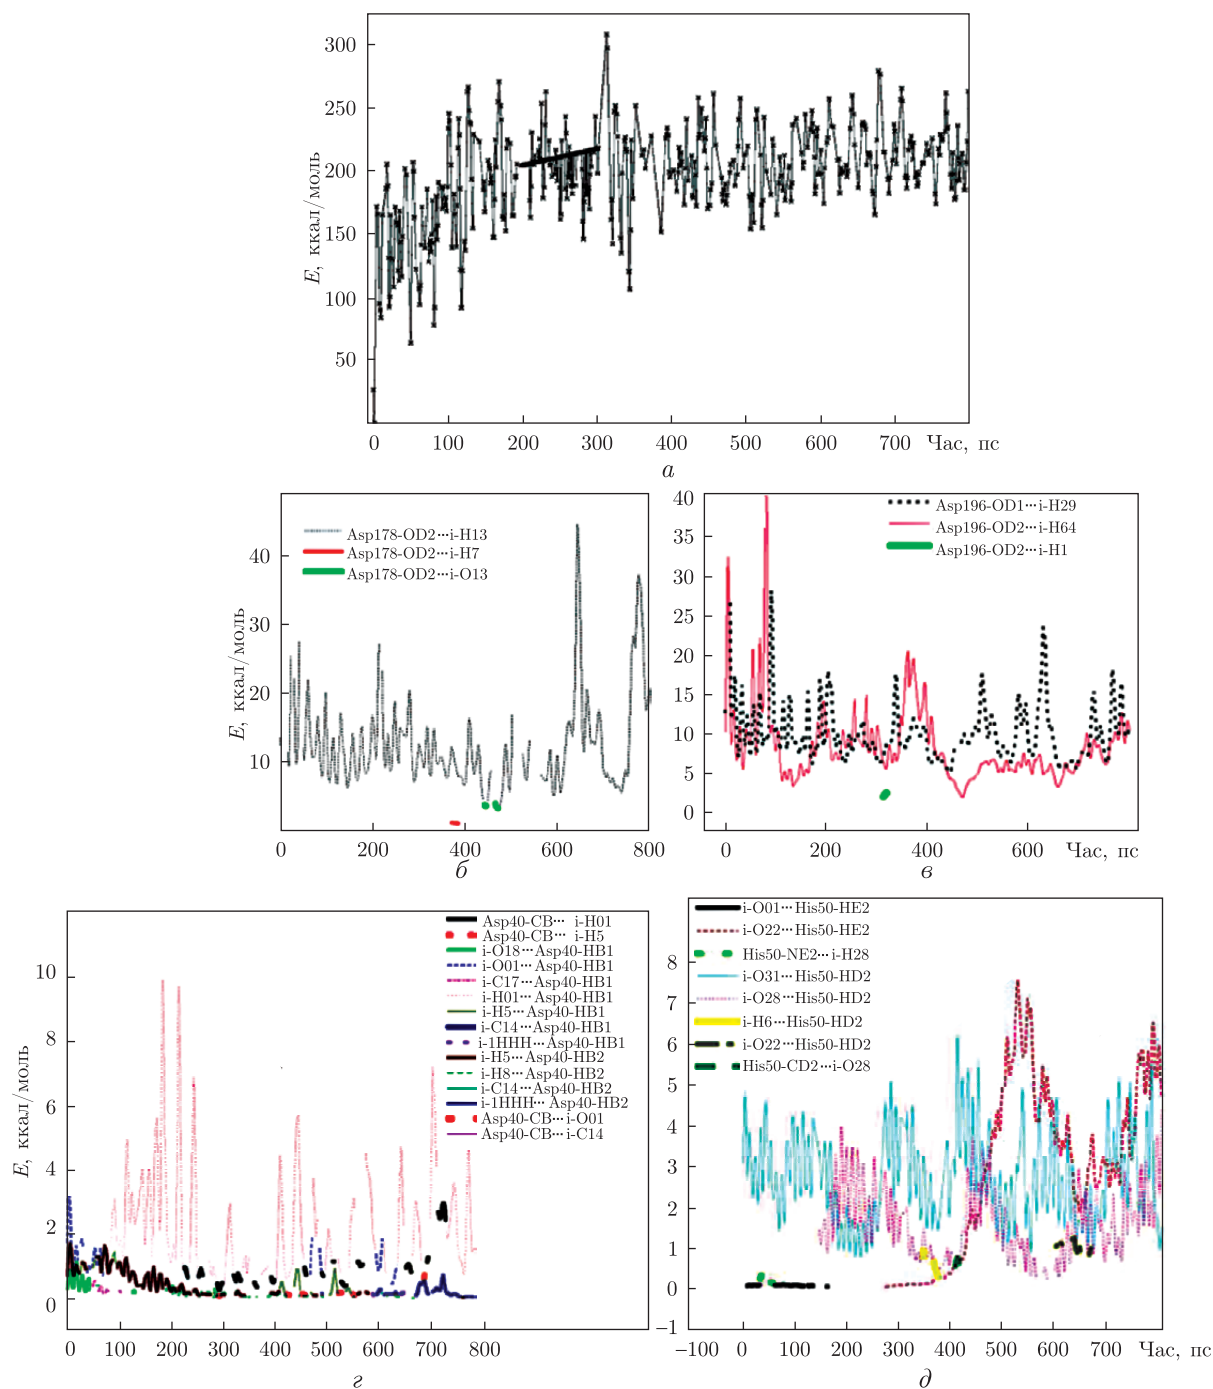 E, ккал/моль
300
250
200
150
100
50
0 100 200 300 400 500 600 700 Час, пс
а
E, ккал/моль
40
30
20
10
Asp178-OD2···i-H13
Asp178-OD2···i-H7
Asp178-OD2···i-O13
0 200 400 600 800
б
40
35
30
25
20
15
10
5
0
Asp196-OD1···i-H29
Asp196-OD2···i-H64
Asp196-OD2···i-H1
0 200 400 600 Час, пс
в
E, ккал/моль
10
8
6
4
2
0
Asp40-CB··· i-H01
Asp40-CB··· i-H5
i-O18···Asp40-HB1
i-O01···Asp40-HB1
i-C17···Asp40-HB1
i-H01···Asp40-HB1
i-H5···Asp40-HB1
i-C14···Asp40-HB1
i-1HHH···Asp40-HB1
i-H5···Asp40-HB2
i-H8···Asp40-HB2
i-C14···Asp40-HB2
i-1HHH···Asp40-HB2
Asp40-CB···i-O01
Asp40-CB···i-C14
0 100 200 300 400 500 600 700 800
г
i-O01···His50-HE2
i-O22···His50-HE2
His50-NE2···i-H28
i-O31···His50-HD2
i-O28···His50-HD2
i-H6···His50-HD2
i-O22···His50-HD2
His50-CD2···i-O28
8
7
6
5
4
3
2
1
0
−1
−100 0 100 200 300 400 500 600 700 Час, пс
д